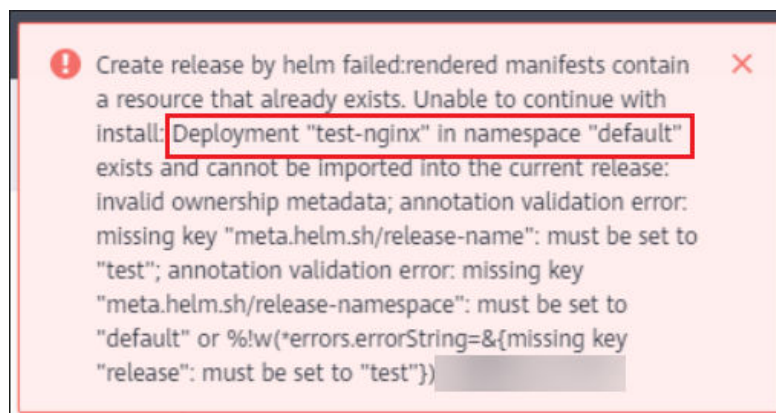 Create release by helm failed:rendered manifests contain
a resource that already exists. Unable to continue with
install: Deployment "test-nginx" in namespace "default"
exists and cannot be imported into the current release:
invalid ownership metadata; annotation validation error:
missing key "meta.helm.sh/release-name": must be set to
"test"; annotation validation error: missing key
"meta.helm.sh/release-namespace": must be set to
"default" or %!w(*errors.errorString=&{missing key
"release": must be set to "test"})